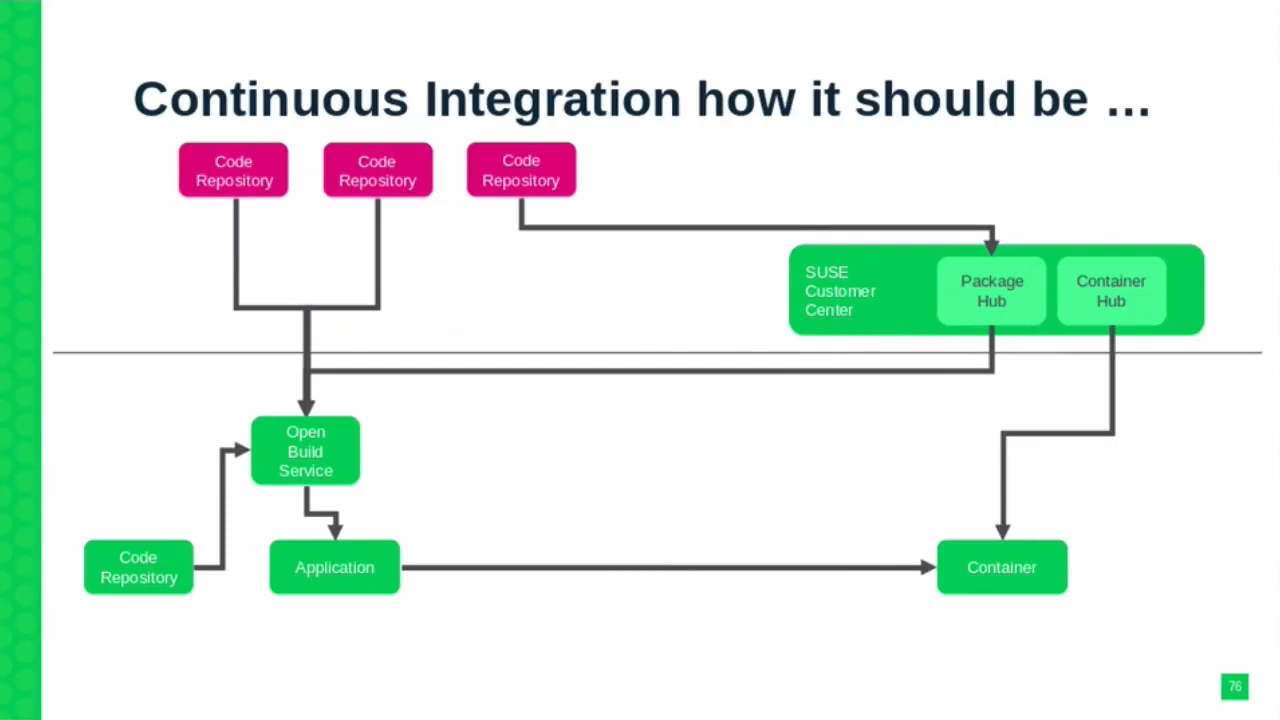 Continuous Integration how it should be …
Code
Repository
Code
Repository
Code
Repository
SUSE
Customer
Center
Package
Hub
Container
Hub
Open
Build
Service
Code
Repository
Application
Container
76